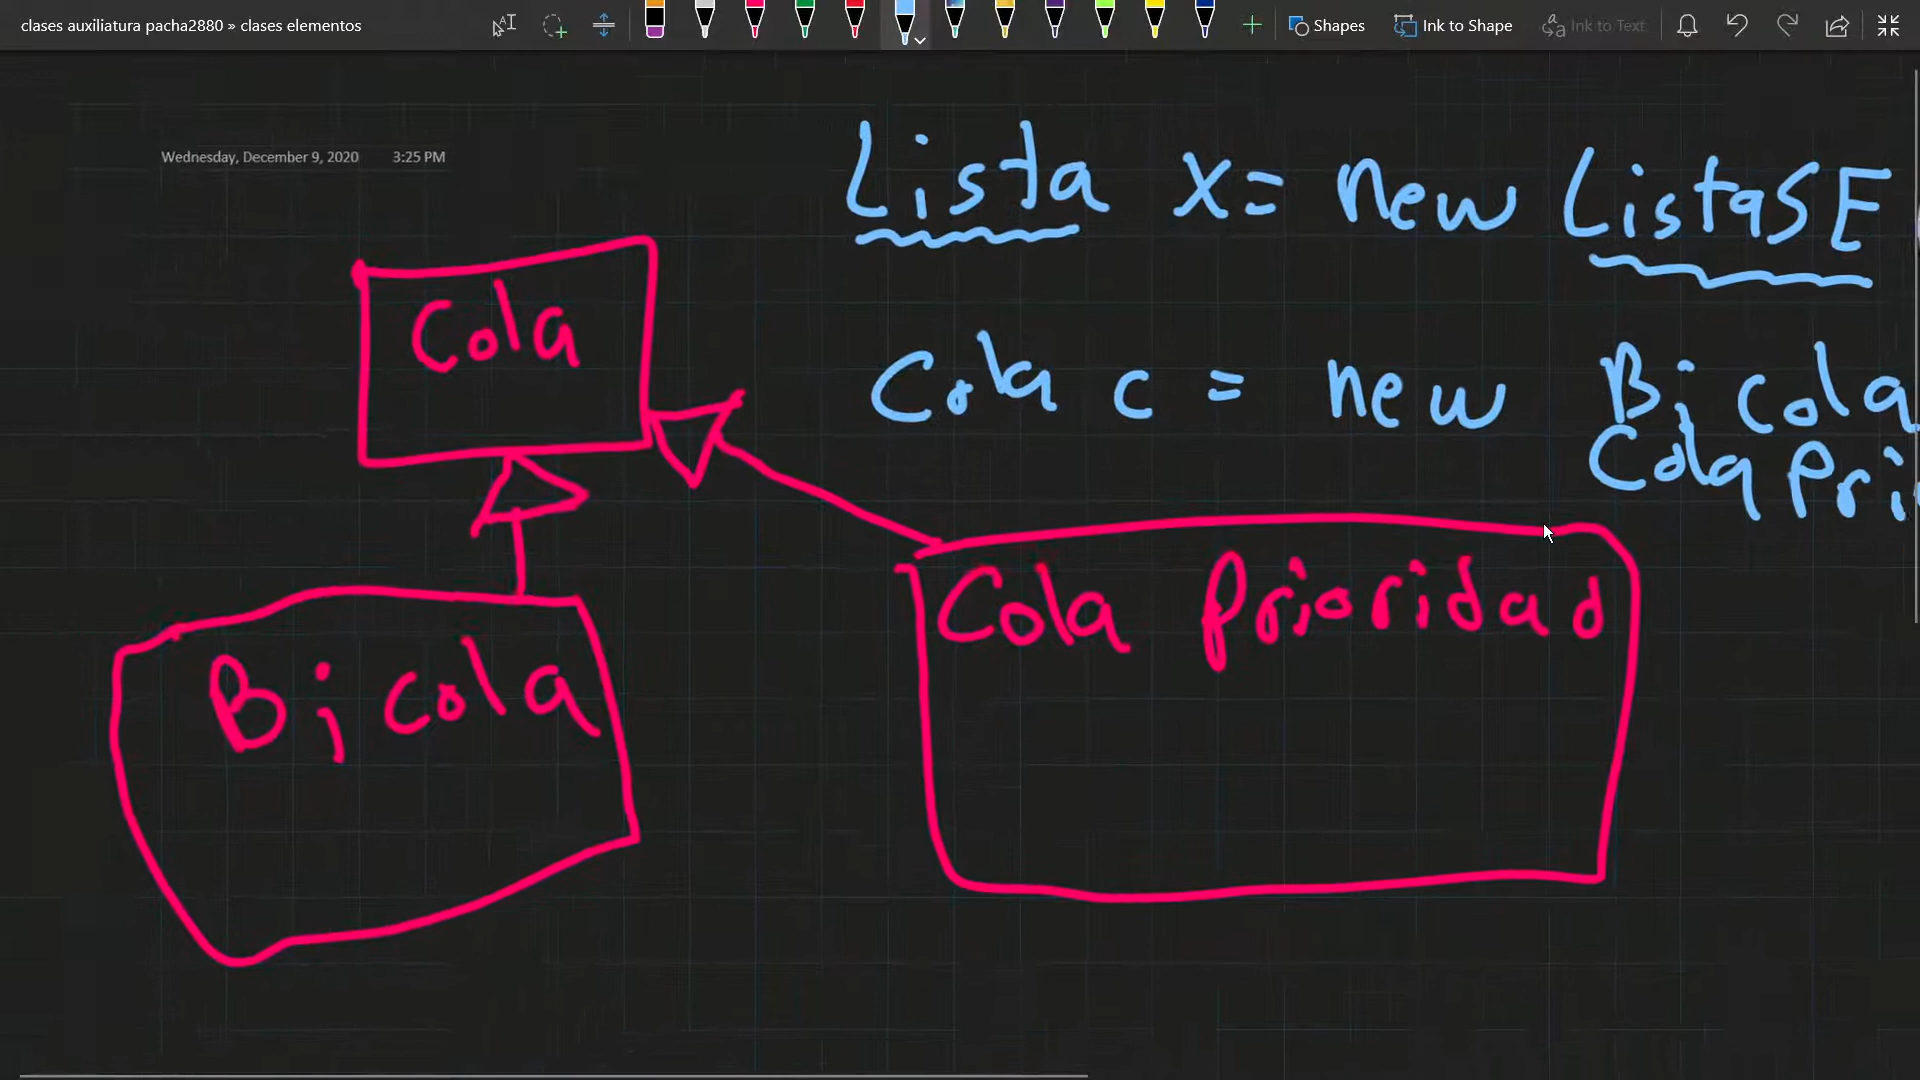 clases auxiliatura pacha2880 » clases elementos
Shapes
Ink to Shape
Ink to Text
Wednesday, December 9, 2020 3:25 PM
Lista x = new ListaSE
Cola c = new Bicola
Cola Pri
Cola
Bicola
Cola Prioridad